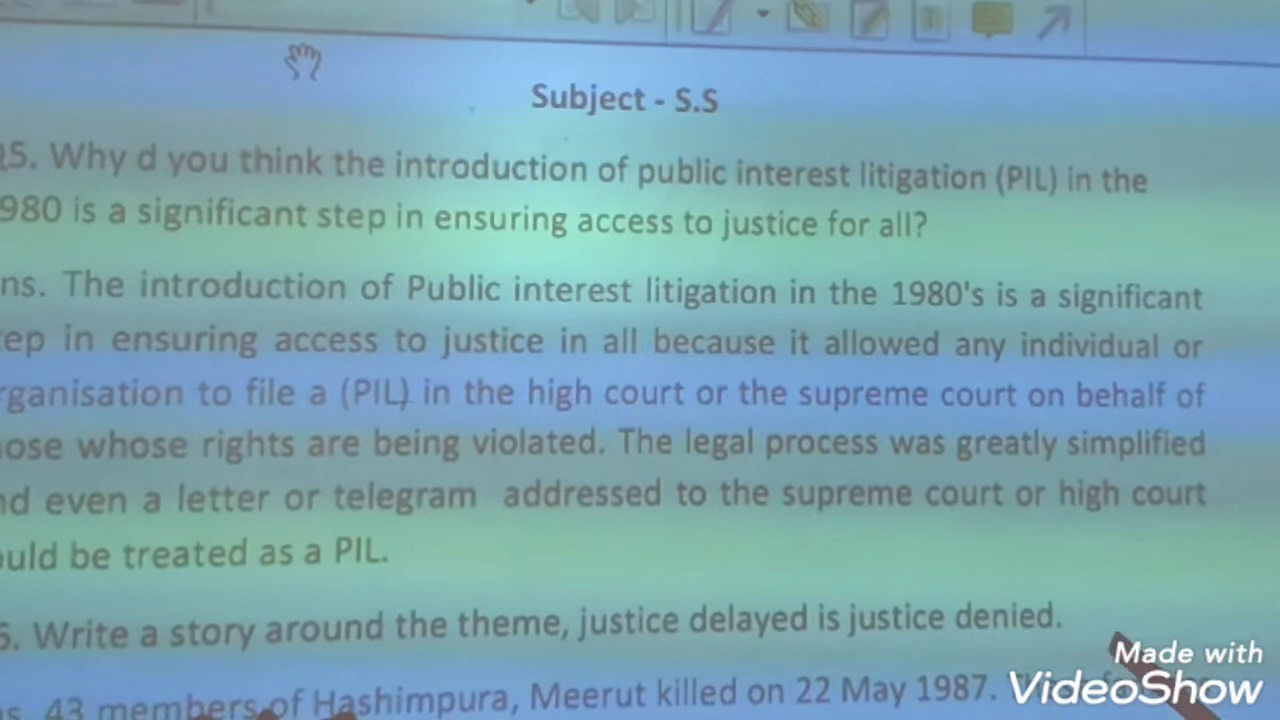 Subject - S.S
25. Why d you think the introduction of public interest litigation (PIL) in the
980 is a significant step in ensuring access to justice for all?
ns. The introduction of Public interest litigation in the 1980's is a significant
ep in ensuring access to justice in all because it allowed any individual or
rganisation to file a (PIL) in the high court or the supreme court on behalf of
ose whose rights are being violated. The legal process was greatly simplified
nd even a letter or telegram addressed to the supreme court or high court
ould be treated as a PIL.
6. Write a story around the theme, justice delayed is justice denied.
s. 43 members of Hashimpura, Meerut killed on 22 May 1987.
Made with
VideoShow